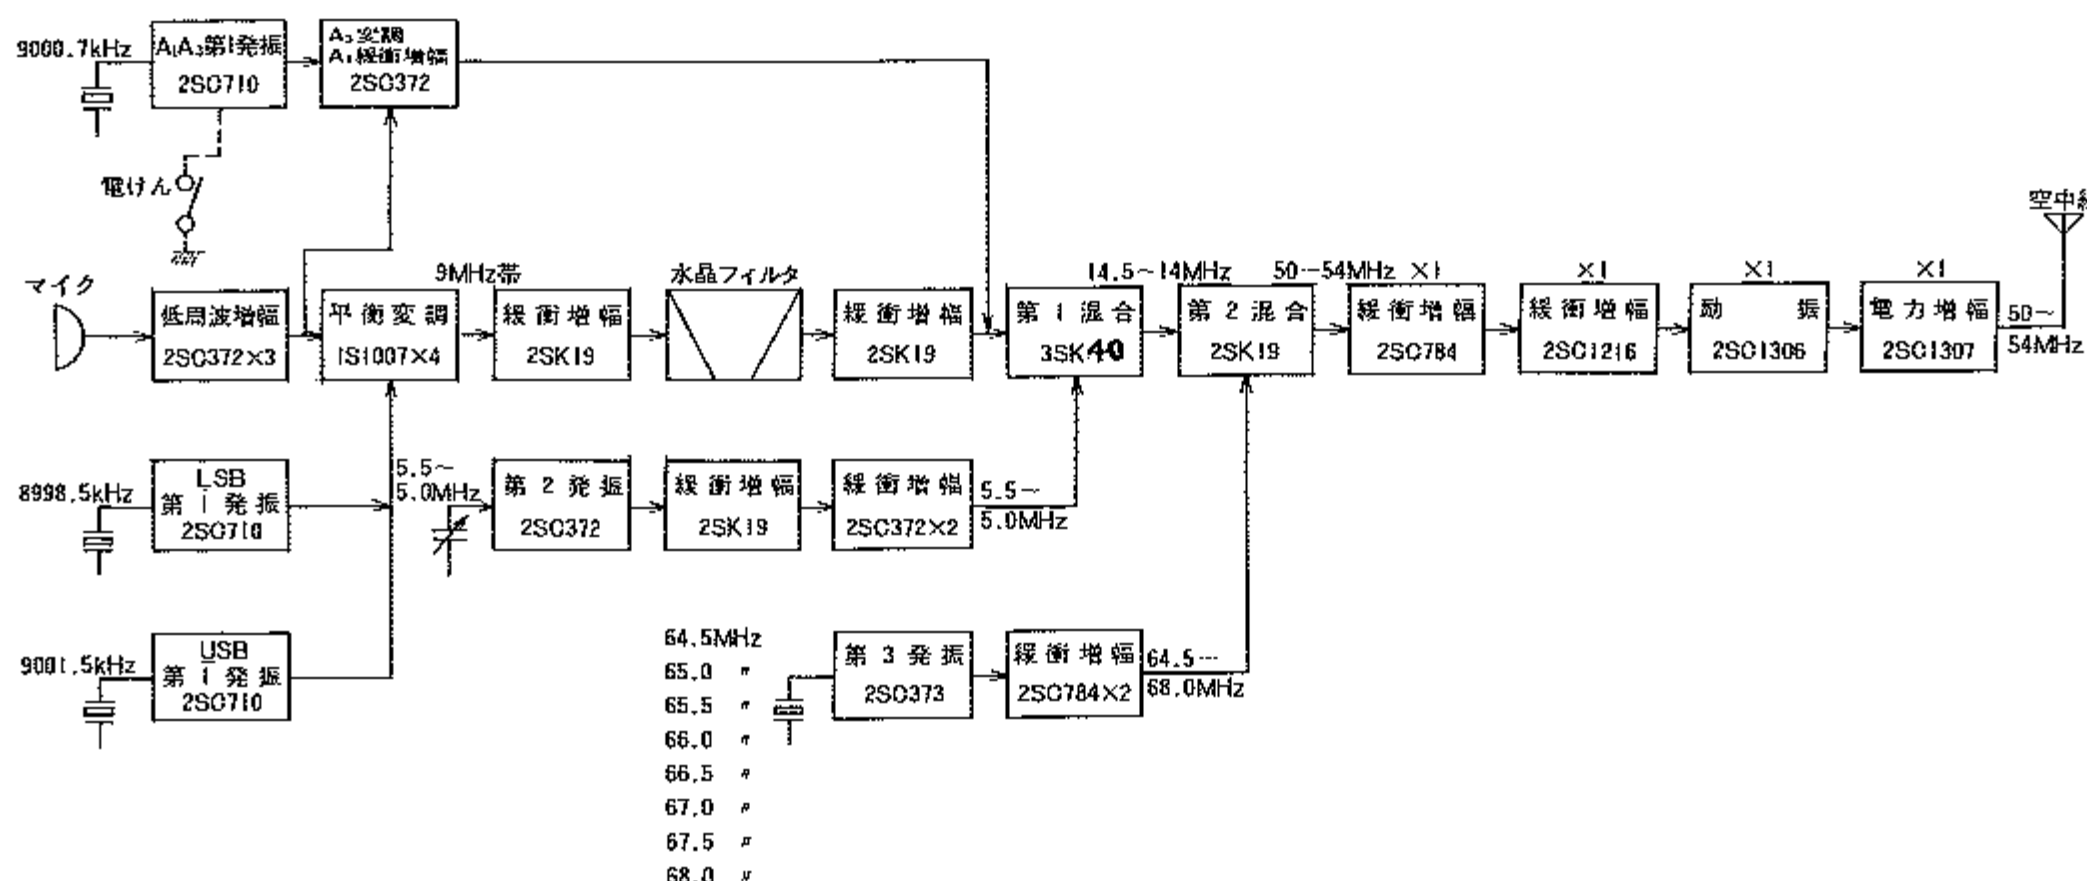 9000.7kHz
A₁A₃第1発振
2SC710
A₃変調
A₁緩衝増幅
2SC372
電けん
マイク
低周波増幅
2SC372×3
平衡変調
1S1007×4
9MHz帯
緩衝増幅
2SK19
水晶フィルタ
緩衝増幅
2SK19
第1混合
3SK40
14.5~14MHz
第2混合
2SK19
50~54MHz
×1
緩衝増幅
2SC784
×1
緩衝増幅
2SC1216
×1
励振
2SC1306
×1
電力増幅
2SC1307
50~
54MHz
空中線
8998.5kHz
LSB
第1発振
2SC710
5.5~
5.0MHz
第2発振
2SC372
緩衝増幅
2SK19
緩衝増幅
2SC372×2
5.5~
5.0MHz
9001.5kHz
USB
第1発振
2SC710
64.5MHz
65.0 〃
65.5 〃
66.0 〃
66.5 〃
67.0 〃
67.5 〃
68.0 〃
第3発振
2SC373
緩衝増幅
2SC784×2
64.5~
68.0MHz